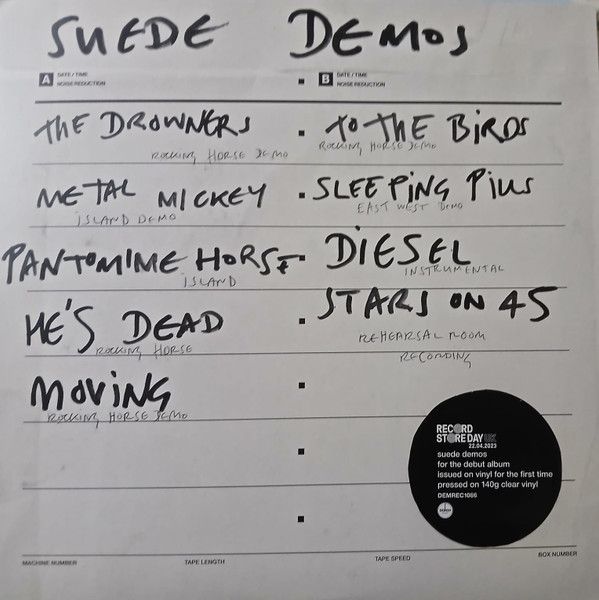 SUEDE DEMOS
A DATE / TIME
NOISE REDUCTION
B DATE / TIME
NOISE REDUCTION
THE DROWNERS
ROCKING HORSE DEMO
METAL MICKEY
ISLAND DEMO
PANTOMIME HORSE
ISLAND
HE'S DEAD
ROCKING HORSE
MOVING
ROCKING HORSE DEMO
TO THE BIRDS
ROCKING HORSE DEMO
SLEEPING PILLS
EAST WEST DEMO
DIESEL
INSTRUMENTAL
STARS ON 45
REHEARSAL ROOM
RECORDING
RECORD
STORE DAY UK
22.04.2023
suede demos
for the debut album
issued on vinyl for the first time
pressed on 140g clear vinyl
DEMREC1066
MACHINE NUMBER
TAPE LENGTH
TAPE SPEED
BOX NUMBER